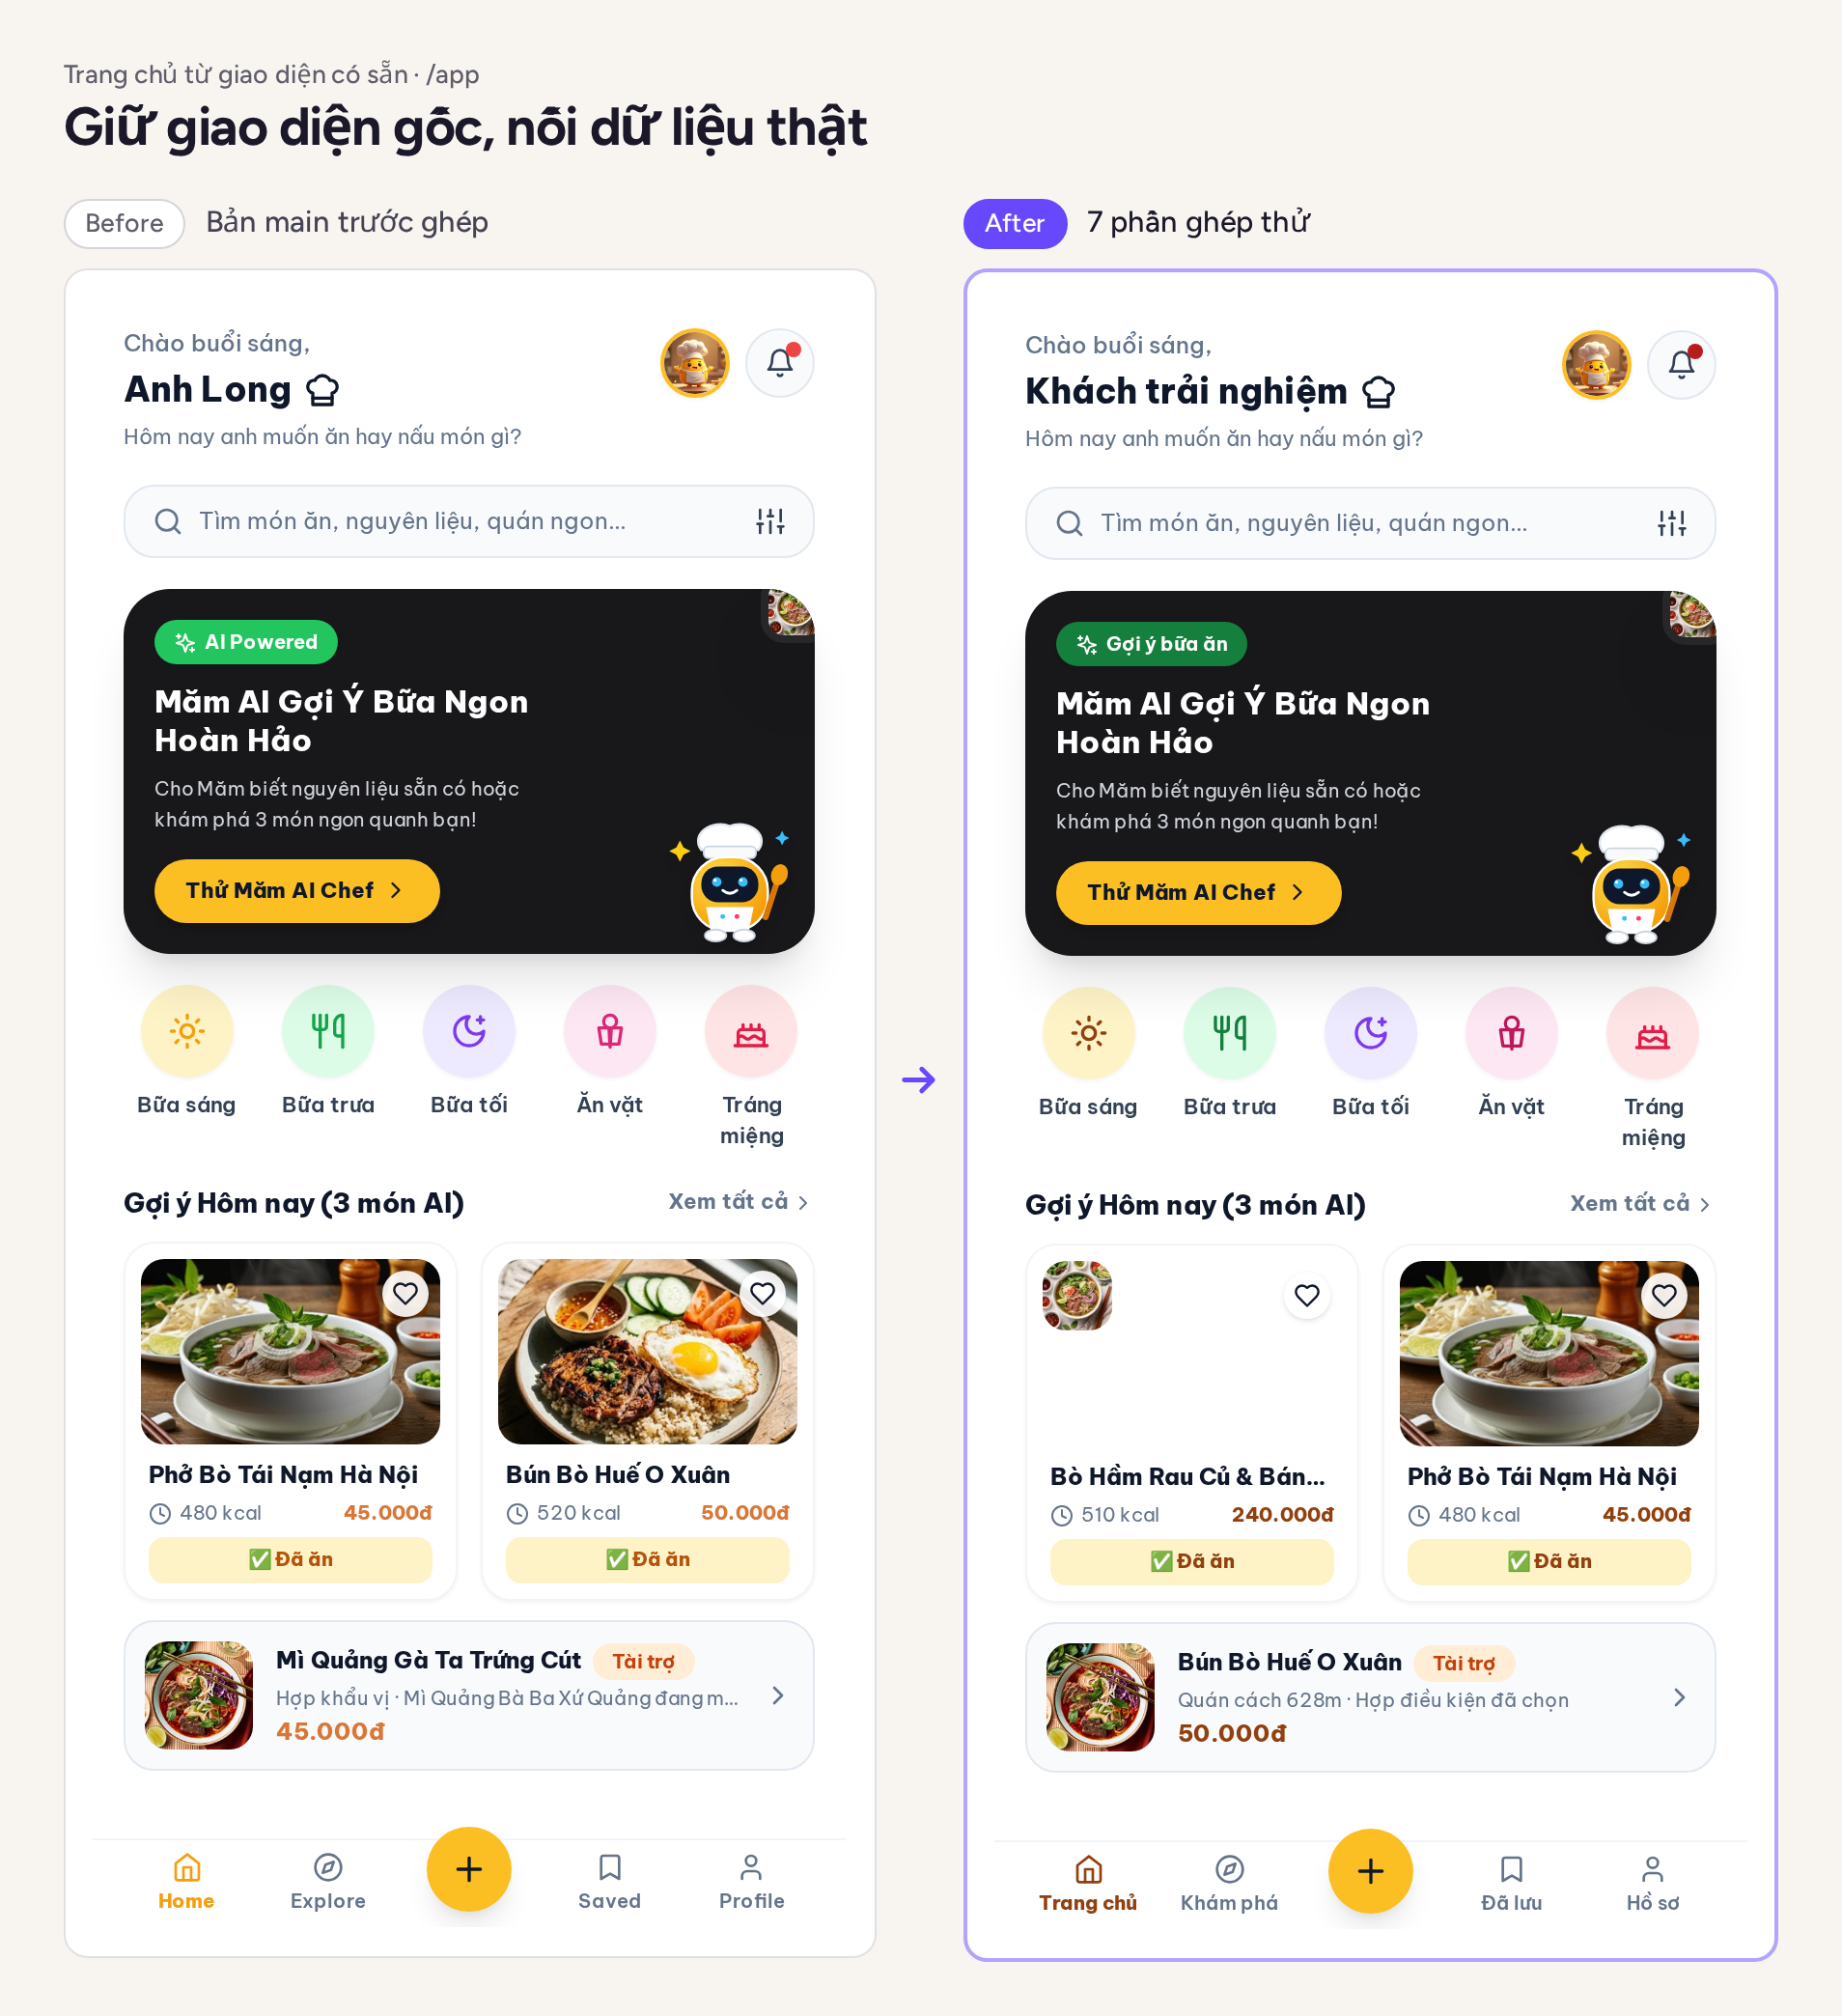 Trang chủ từ giao diện có sẵn · /app
Giữ giao diện gốc, nối dữ liệu thật
Before
Bản main trước ghép
Chào buổi sáng,
Anh Long
Hôm nay anh muốn ăn hay nấu món gì?
Tìm món ăn, nguyên liệu, quán ngon...
AI Powered
Măm AI Gợi Ý Bữa Ngon
Hoàn Hảo
Cho Măm biết nguyên liệu sẵn có hoặc
khám phá 3 món ngon quanh bạn!
Thử Măm AI Chef
Bữa sáng
Bữa trưa
Bữa tối
Ăn vặt
Tráng
miệng
Gợi ý Hôm nay (3 món AI)
Xem tất cả
Phở Bò Tái Nạm Hà Nội
480 kcal
45.000đ
✅ Đã ăn
Bún Bò Huế O Xuân
520 kcal
50.000đ
✅ Đã ăn
Mì Quảng Gà Ta Trứng Cút
Tài trợ
Hợp khẩu vị · Mì Quảng Bà Ba Xứ Quảng đang m...
45.000đ
Home
Explore
Saved
Profile
After
7 phần ghép thử
Chào buổi sáng,
Khách trải nghiệm
Hôm nay anh muốn ăn hay nấu món gì?
Tìm món ăn, nguyên liệu, quán ngon...
Gợi ý bữa ăn
Măm AI Gợi Ý Bữa Ngon
Hoàn Hảo
Cho Măm biết nguyên liệu sẵn có hoặc
khám phá 3 món ngon quanh bạn!
Thử Măm AI Chef
Bữa sáng
Bữa trưa
Bữa tối
Ăn vặt
Tráng
miệng
Gợi ý Hôm nay (3 món AI)
Xem tất cả
Bò Hầm Rau Củ & Bán...
510 kcal
240.000đ
✅ Đã ăn
Phở Bò Tái Nạm Hà Nội
480 kcal
45.000đ
✅ Đã ăn
Bún Bò Huế O Xuân
Tài trợ
Quán cách 628m · Hợp điều kiện đã chọn
50.000đ
Trang chủ
Khám phá
Đã lưu
Hồ sơ